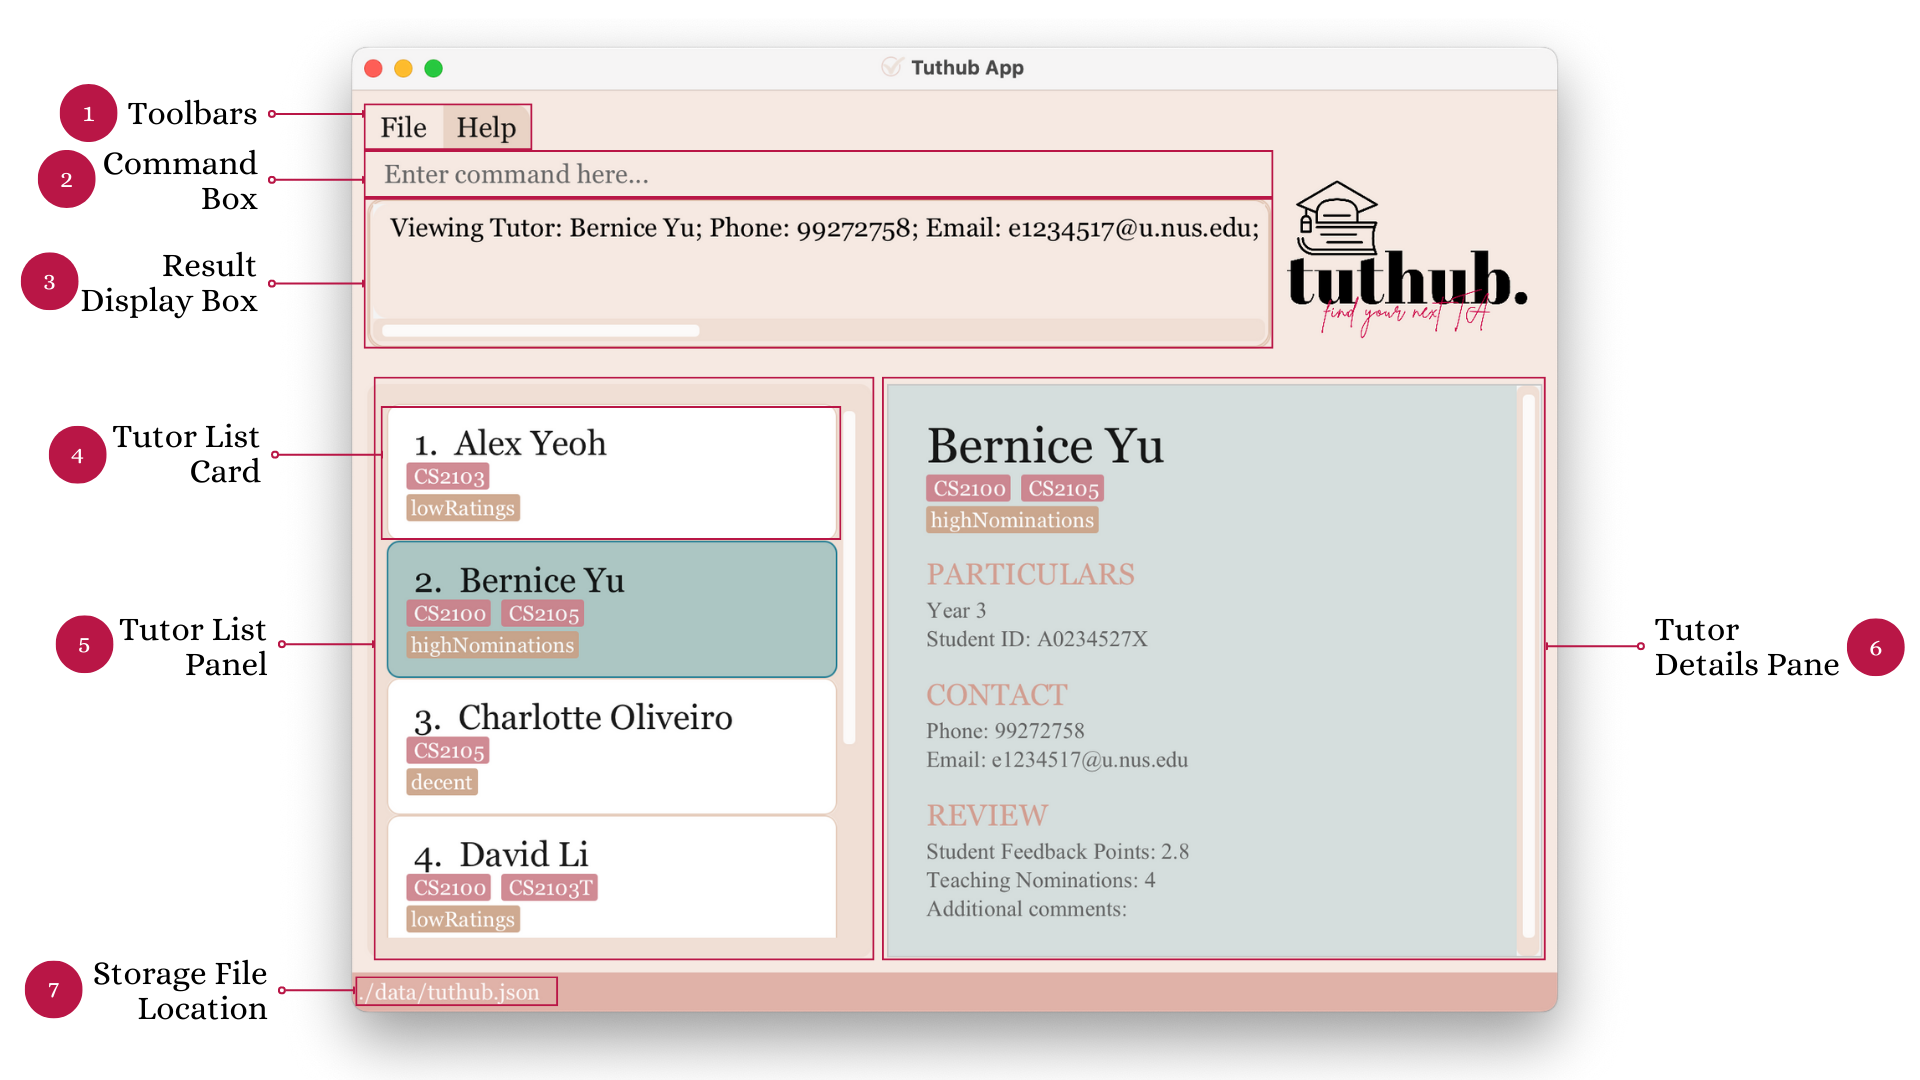 Tuthub App
1 Toolbars
File Help
2 Command
Box
Enter command here...
3 Result
Display Box
Viewing Tutor: Bernice Yu; Phone: 99272758; Email: e1234517@u.nus.edu;
tuthub.
find your next TA
4 Tutor List
Card
1. Alex Yeoh
CS2103
lowRatings
5 Tutor List
Panel
2. Bernice Yu
CS2100 CS2105
highNominations
3. Charlotte Oliveiro
CS2105
decent
4. David Li
CS2100 CS2103T
lowRatings
Bernice Yu
CS2100 CS2105
highNominations
PARTICULARS
Year 3
Student ID: A0234527X
CONTACT
Phone: 99272758
Email: e1234517@u.nus.edu
REVIEW
Student Feedback Points: 2.8
Teaching Nominations: 4
Additional comments:
Tutor
Details Pane 6
7 Storage File
Location
./data/tuthub.json